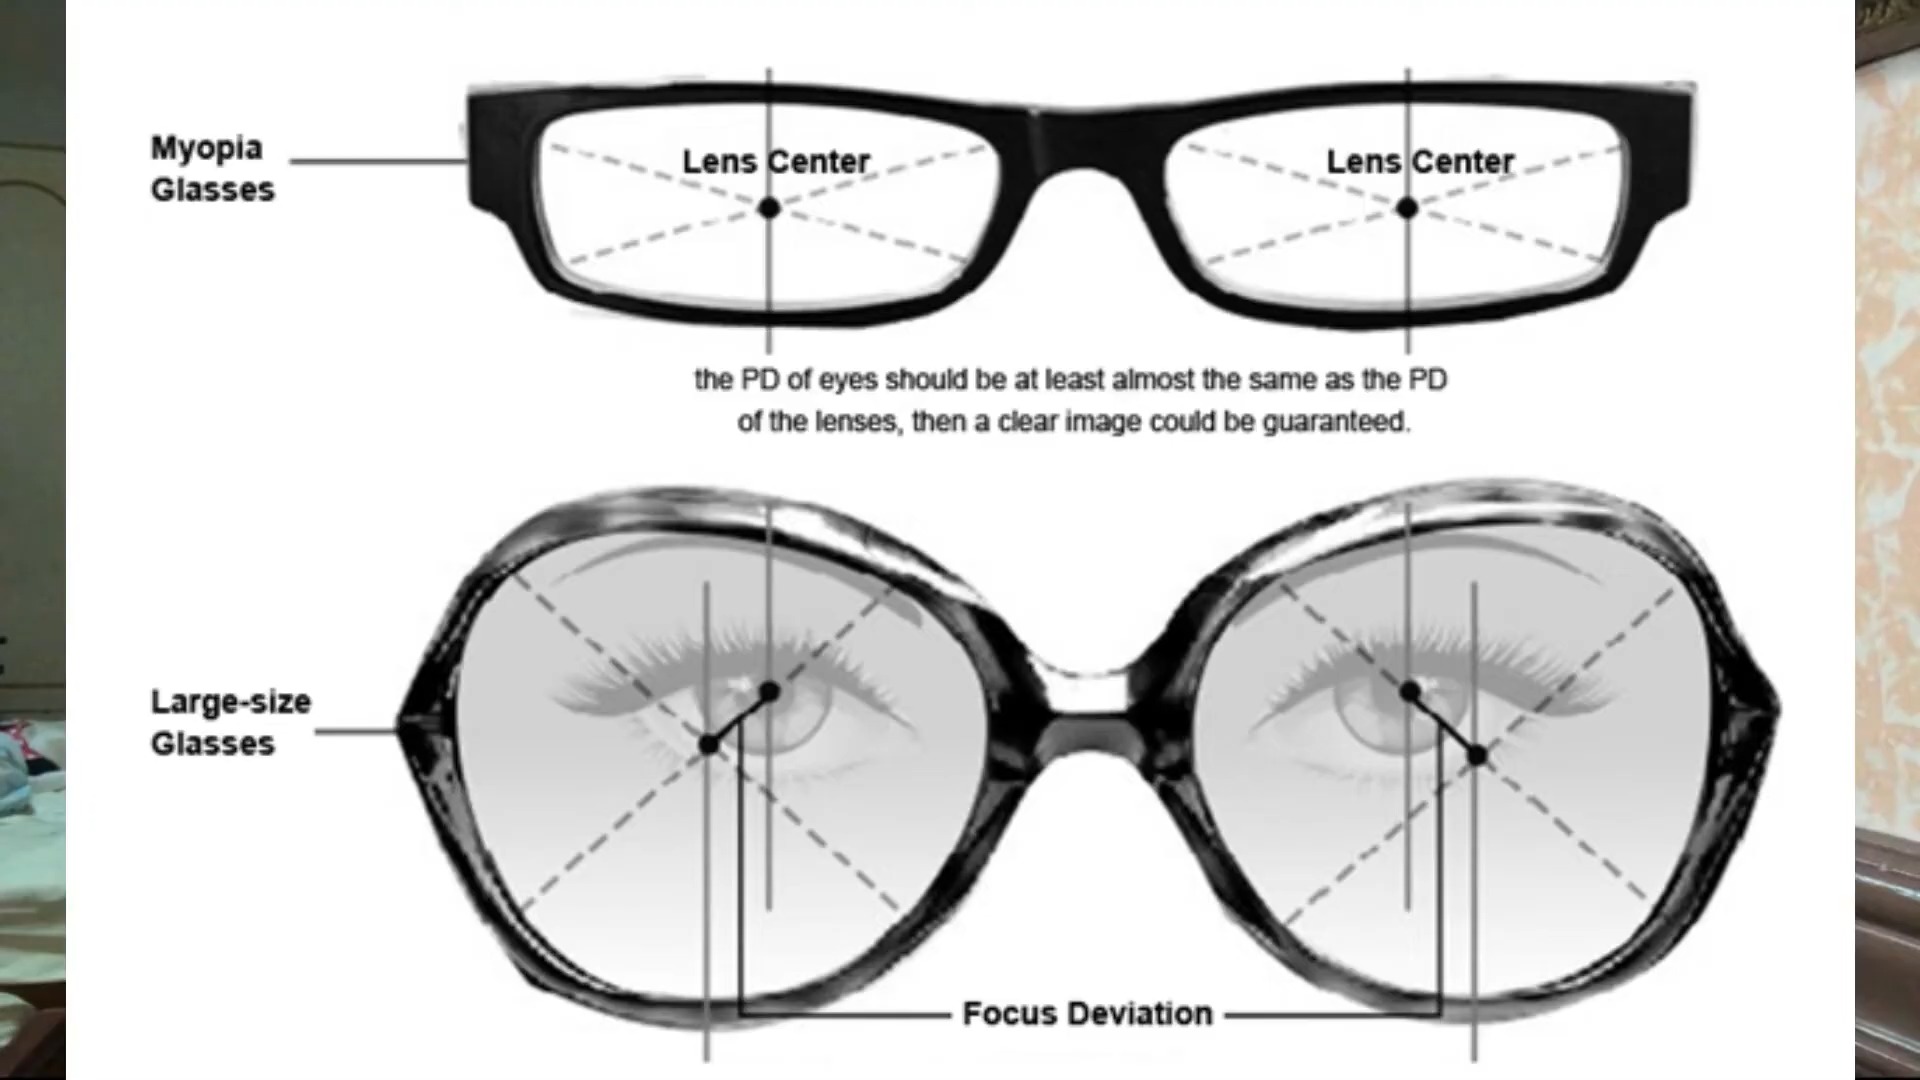 Myopia
Glasses
Lens Center
Lens Center
the PD of eyes should be at least almost the same as the PD
of the lenses, then a clear image could be guaranteed.
Large-size
Glasses
Focus Deviation